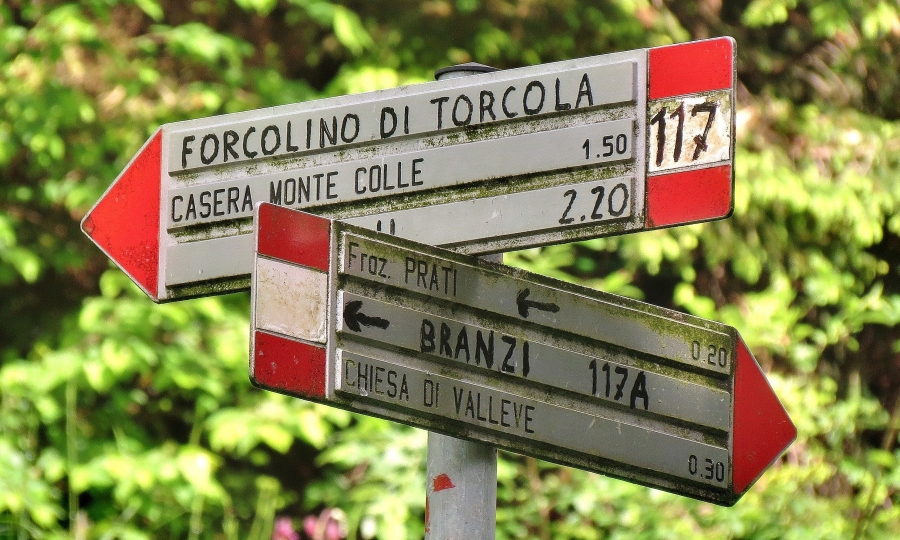 FORCOLINO DI TORCOLA
117
CASERA MONTE COLLE 1.50
2.20
Fraz. PRATI ← 0.20
← BRANZI 117A
CHIESA DI VALLEVE 0.30